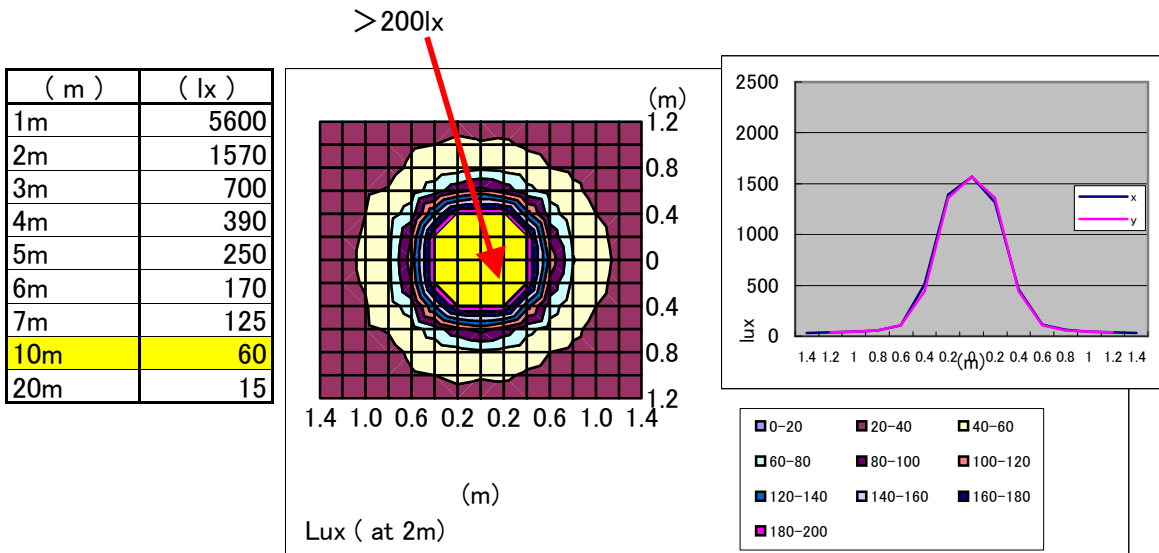 ＞200lx
( m ) ( lx )
1m 5600
2m 1570
3m 700
4m 390
5m 250
6m 170
7m 125
10m 60
20m 15
(m)
1.2
0.8
0.4
0
0.4
0.8
1.2
1.4 1.0 0.6 0.2 0.2 0.6 1.0 1.4
(m)
Lux ( at 2m)
2500
2000
1500
1000
500
0
lux
1.4 1.2 1 0.8 0.6 0.4 0.2 0 0.2 0.4 0.6 0.8 1 1.2 1.4
(m)
x
y
0-20 20-40 40-60
60-80 80-100 100-120
120-140 140-160 160-180
180-200